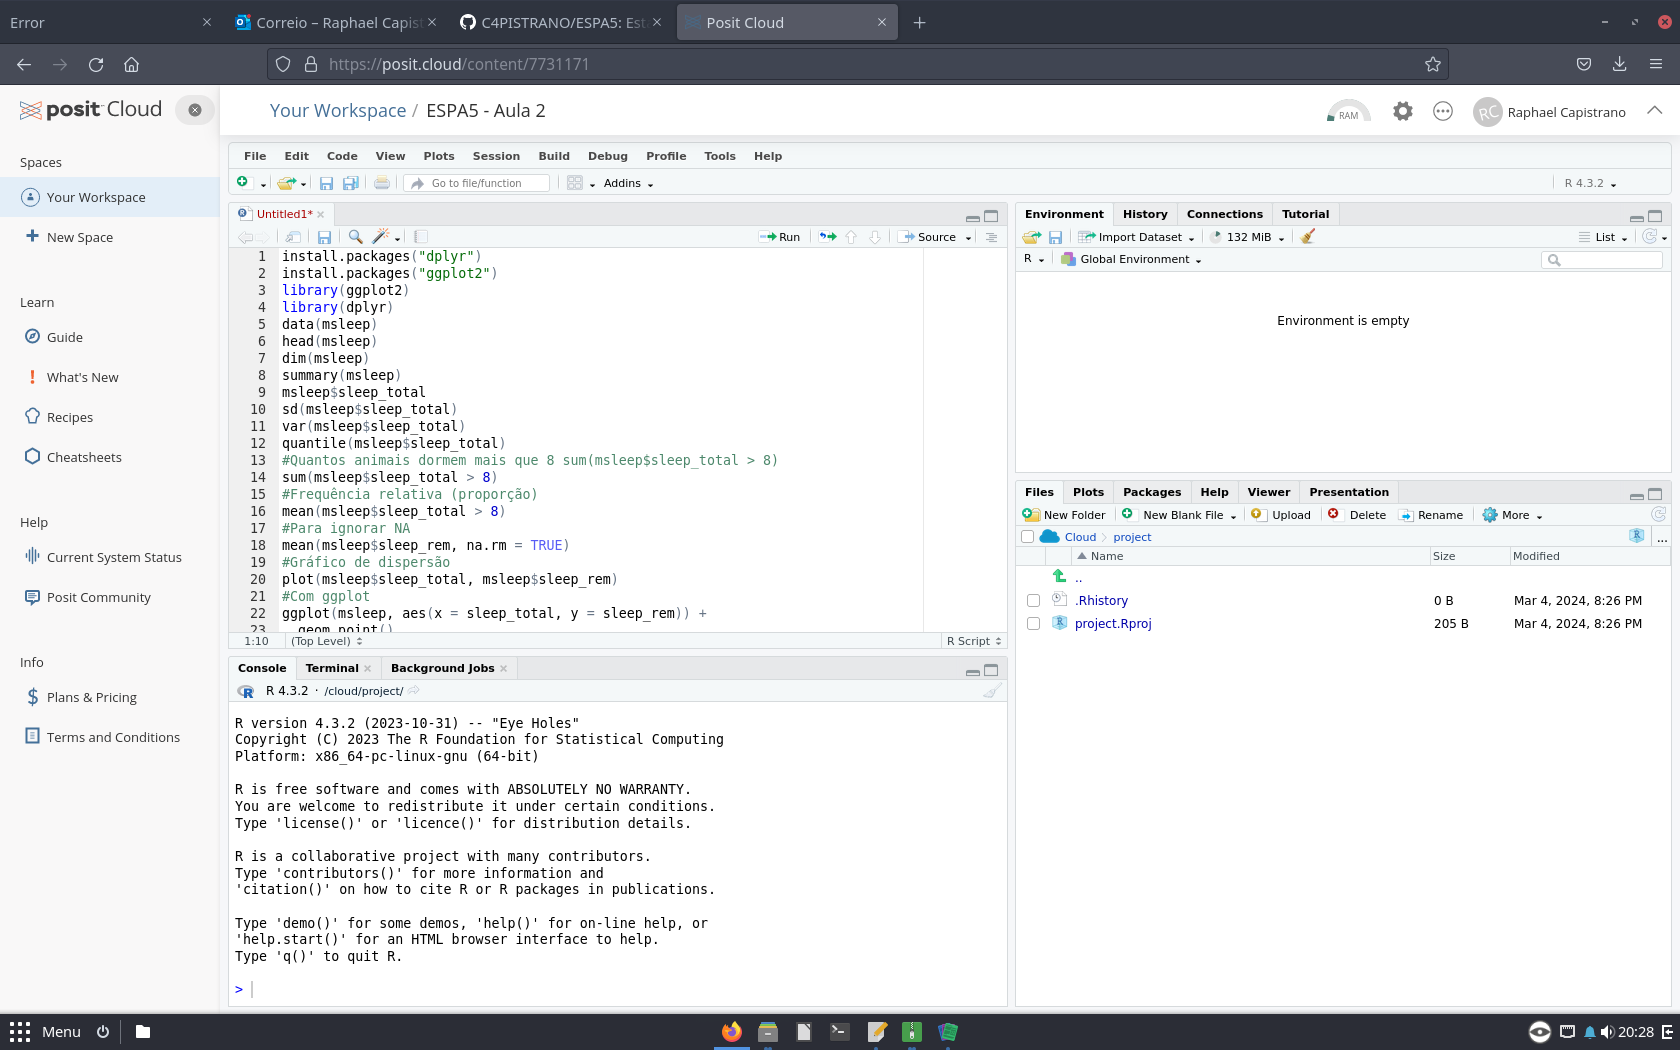 Error
Correio – Raphael Capist
C4PISTRANO/ESPA5: Est
Posit Cloud
https://posit.cloud/content/7731171
posit Cloud
Your Workspace / ESPA5 - Aula 2
RAM
RC
Raphael Capistrano
Spaces
Your Workspace
New Space
Learn
Guide
What's New
Recipes
Cheatsheets
Help
Current System Status
Posit Community
Info
Plans & Pricing
Terms and Conditions
File Edit Code View Plots Session Build Debug Profile Tools Help
Go to file/function
Addins
R 4.3.2
Untitled1*
Run
Source
1 install.packages("dplyr")
2 install.packages("ggplot2")
3 library(ggplot2)
4 library(dplyr)
5 data(msleep)
6 head(msleep)
7 dim(msleep)
8 summary(msleep)
9 msleep$sleep_total
10 sd(msleep$sleep_total)
11 var(msleep$sleep_total)
12 quantile(msleep$sleep_total)
13 #Quantos animais dormem mais que 8 sum(msleep$sleep_total > 8)
14 sum(msleep$sleep_total > 8)
15 #Frequência relativa (proporção)
16 mean(msleep$sleep_total > 8)
17 #Para ignorar NA
18 mean(msleep$sleep_rem, na.rm = TRUE)
19 #Gráfico de dispersão
20 plot(msleep$sleep_total, msleep$sleep_rem)
21 #Com ggplot
22 ggplot(msleep, aes(x = sleep_total, y = sleep_rem)) +
23 geom_point()
1:10 (Top Level) R Script
Console Terminal Background Jobs
R 4.3.2 · /cloud/project/
R version 4.3.2 (2023-10-31) -- "Eye Holes"
Copyright (C) 2023 The R Foundation for Statistical Computing
Platform: x86_64-pc-linux-gnu (64-bit)
R is free software and comes with ABSOLUTELY NO WARRANTY.
You are welcome to redistribute it under certain conditions.
Type 'license()' or 'licence()' for distribution details.
R is a collaborative project with many contributors.
Type 'contributors()' for more information and
'citation()' on how to cite R or R packages in publications.
Type 'demo()' for some demos, 'help()' for on-line help, or
'help.start()' for an HTML browser interface to help.
Type 'q()' to quit R.
>
Environment History Connections Tutorial
Import Dataset 132 MiB List
R Global Environment
Environment is empty
Files Plots Packages Help Viewer Presentation
New Folder New Blank File Upload Delete Rename More
Cloud project ...
Name Size Modified
..
.Rhistory 0 B Mar 4, 2024, 8:26 PM
project.Rproj 205 B Mar 4, 2024, 8:26 PM
Menu
20:28